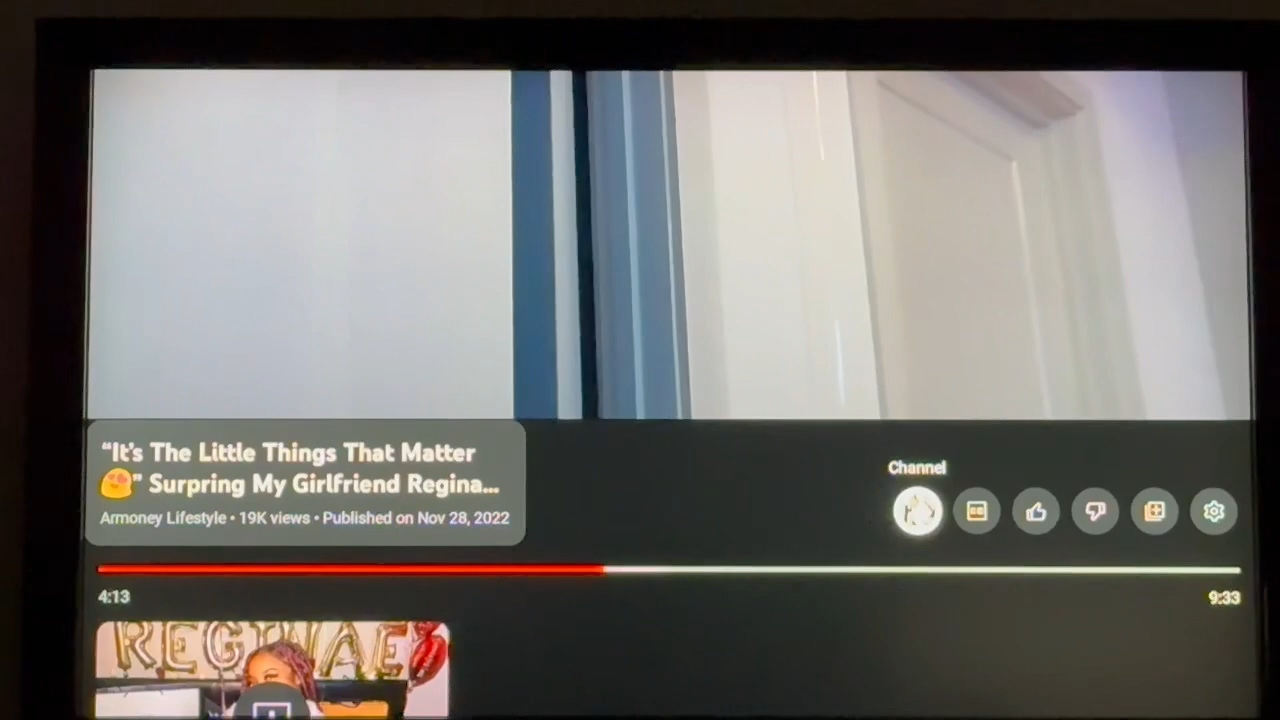 “It’s The Little Things That Matter
😍” Surpring My Girlfriend Regina...
Armoney Lifestyle • 19K views • Published on Nov 28, 2022
Channel
CC
4:13
9:33
REGINAE